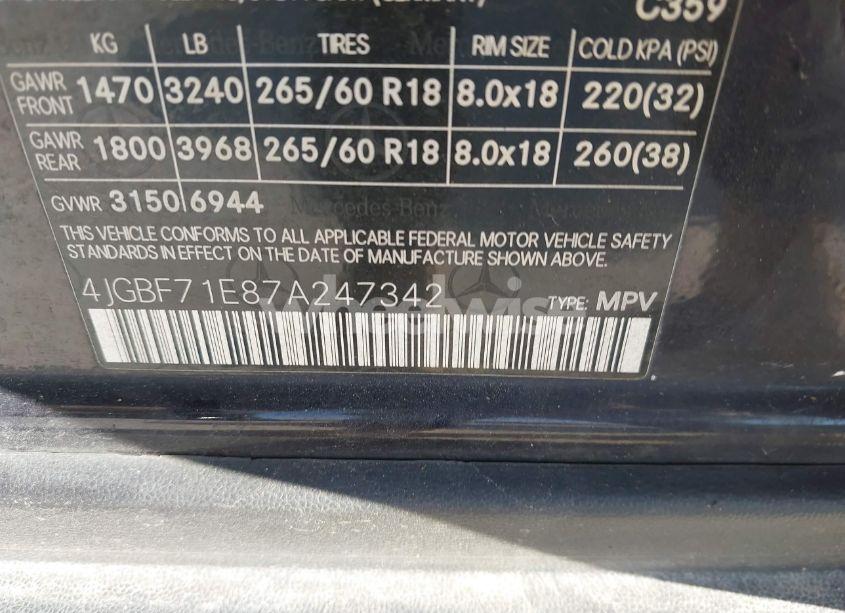 C359
KG LB TIRES RIM SIZE COLD KPA (PSI)
GAWR FRONT 1470 3240 265/60 R18 8.0x18 220(32)
GAWR REAR 1800 3968 265/60 R18 8.0x18 260(38)
GVWR 3150 6944
Mercedes-Benz
THIS VEHICLE CONFORMS TO ALL APPLICABLE FEDERAL MOTOR VEHICLE SAFETY
STANDARDS IN EFFECT ON THE DATE OF MANUFACTURE SHOWN ABOVE.
4JGBF71E87A247342 TYPE: MPV